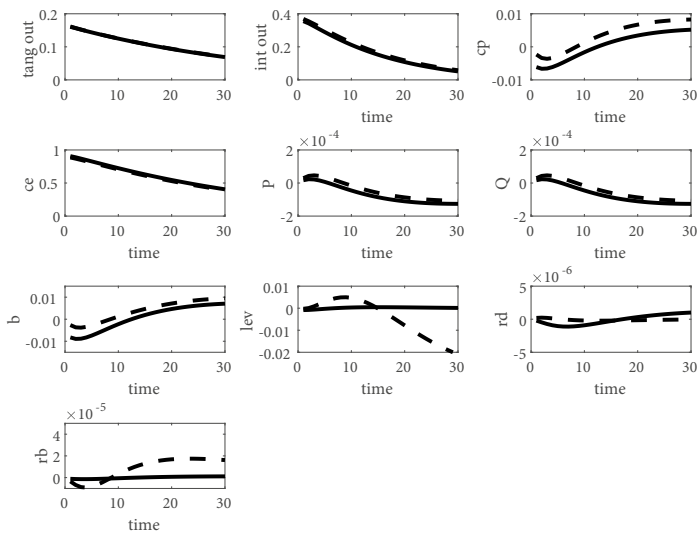 0.2
0.1
0
tang out
0 10 20 30
time
0.4
0.2
0
int out
0 10 20 30
time
0.01
0
-0.01
cp
0 10 20 30
time
1
0.5
0
ce
0 10 20 30
time
×10 -4
2
0
-2
P
0 10 20 30
time
×10 -4
2
0
-2
Q
0 10 20 30
time
0.01
0
-0.01
b
0 10 20 30
time
0.01
0
-0.01
-0.02
lev
0 10 20 30
time
×10 -6
5
0
-5
rd
0 10 20 30
time
×10 -5
4
2
0
rb
0 10 20 30
time